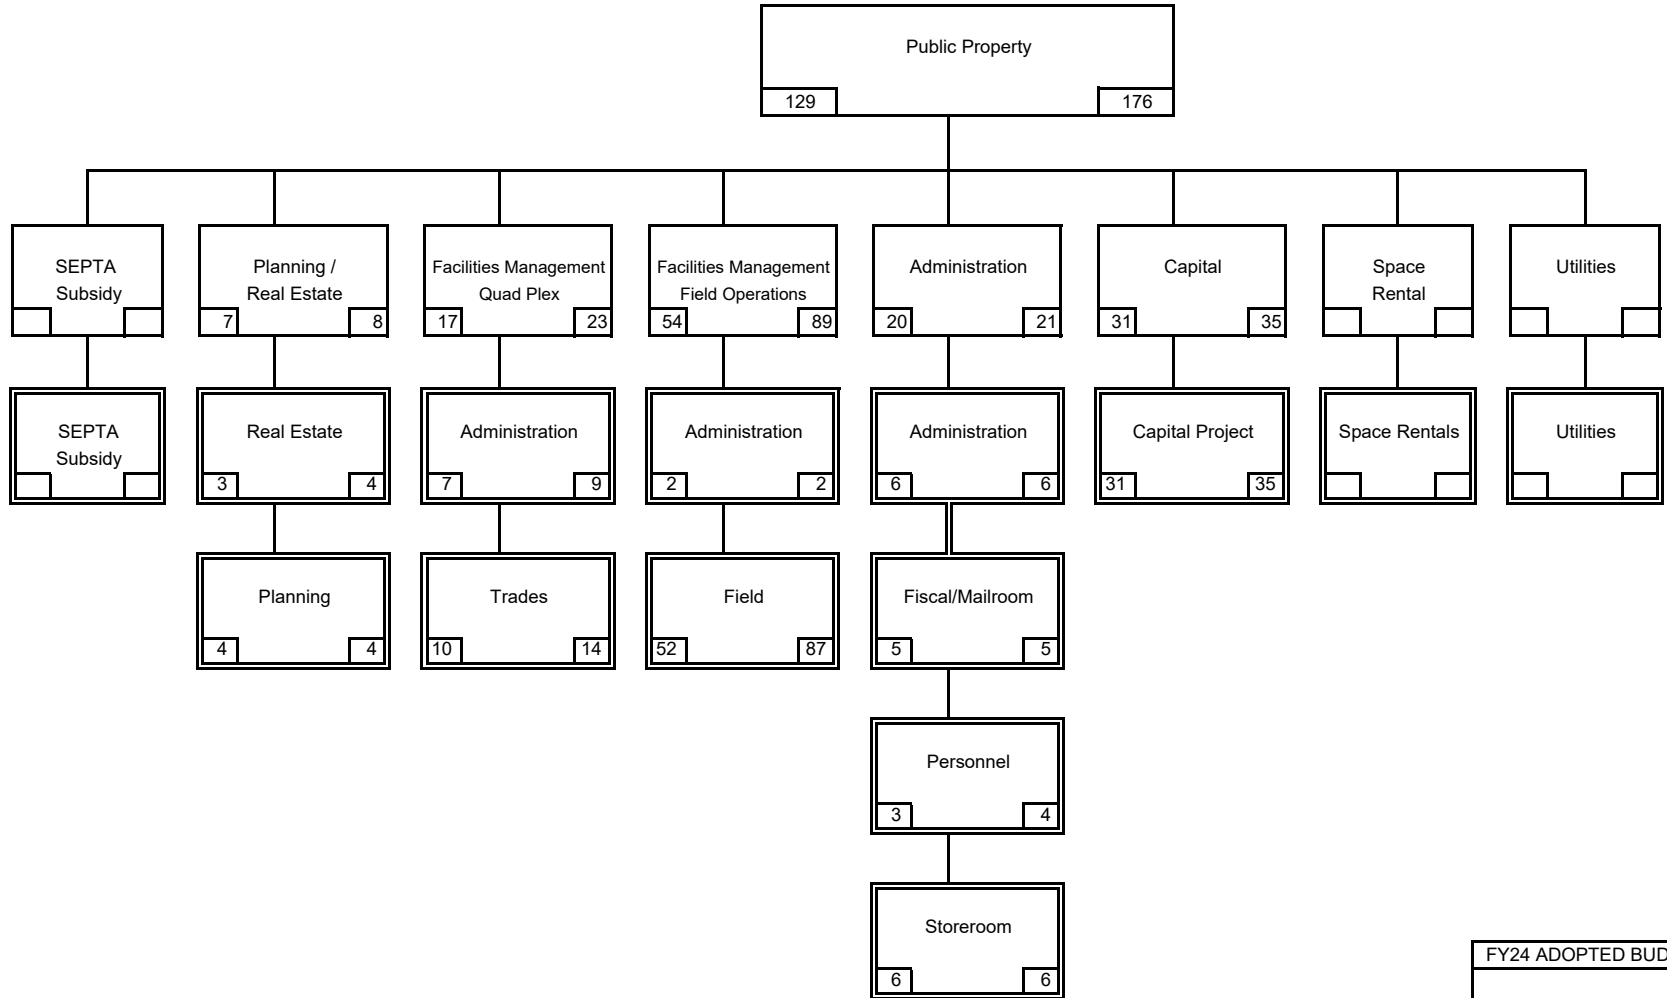 Public Property
129 176
SEPTA
Subsidy
Planning /
Real Estate
7 8
Facilities Management
Quad Plex
17 23
Facilities Management
Field Operations
54 89
Administration
20 21
Capital
31 35
Space
Rental
Utilities
SEPTA
Subsidy
Real Estate
3 4
Administration
7 9
Administration
2 2
Administration
6 6
Capital Project
31 35
Space Rentals
Utilities
Planning
4 4
Trades
10 14
Field
52 87
Fiscal/Mailroom
5 5
Personnel
3 4
Storeroom
6 6
FY24 ADOPTED BUD